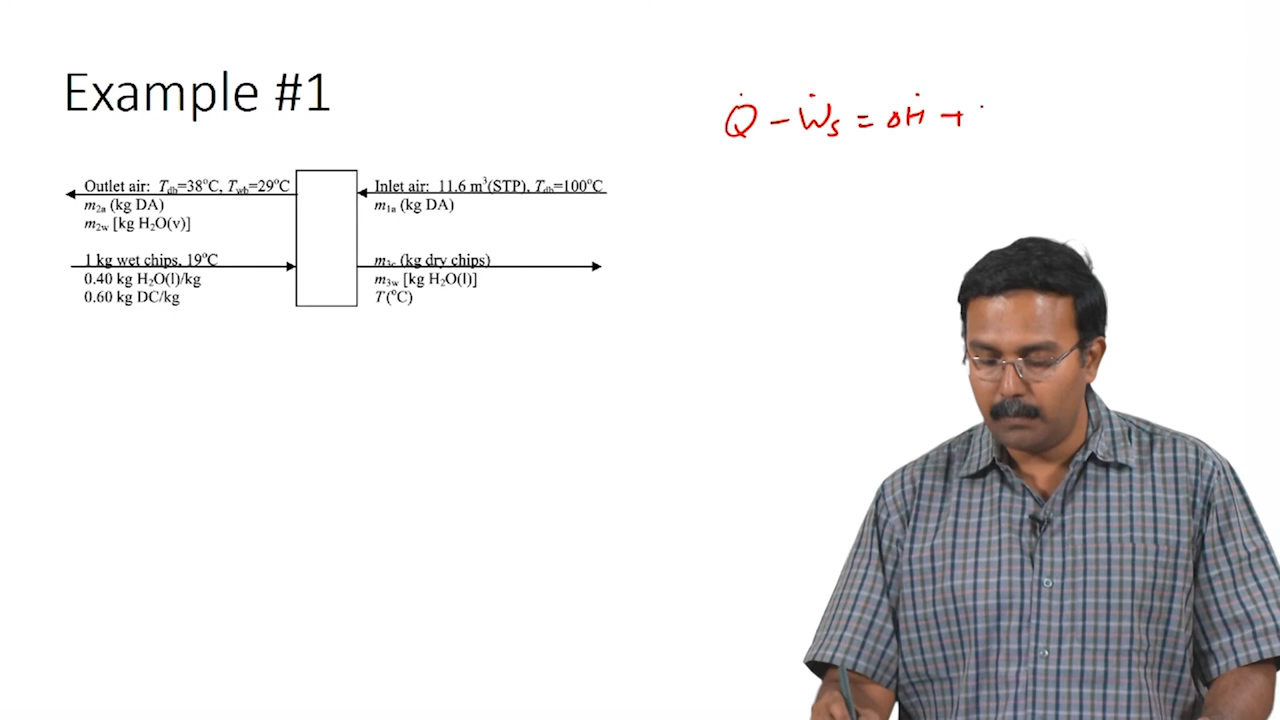 Example #1
Q̇ − Ẇs = ΔḢ + ˙
Outlet air: Tdb=38°C, Twb=29°C
m2a (kg DA)
m2w [kg H2O(v)]
Inlet air: 11.6 m3(STP), Tdb=100°C
m1a (kg DA)
1 kg wet chips, 19°C
0.40 kg H2O(l)/kg
0.60 kg DC/kg
m3c (kg dry chips)
m3w [kg H2O(l)]
T(°C)